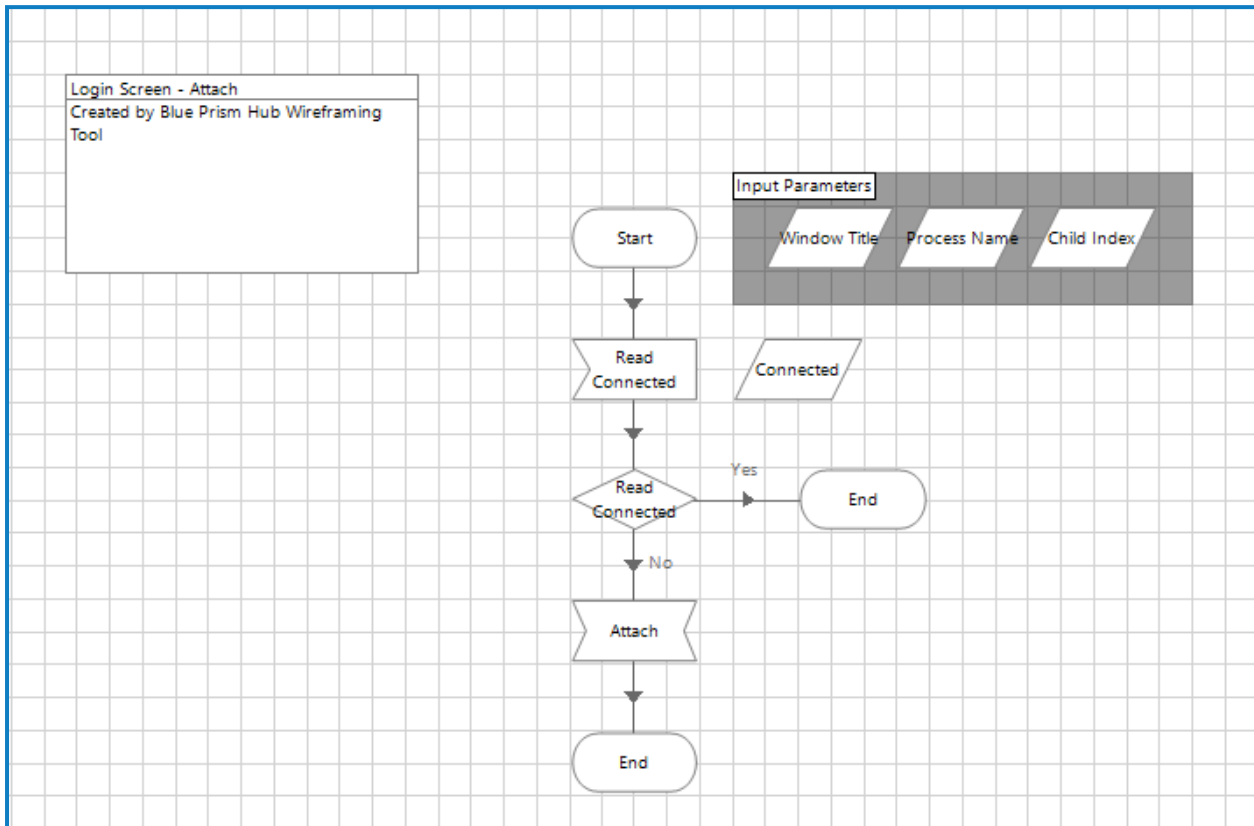 Login Screen - Attach
Created by Blue Prism Hub Wireframing
Tool
Input Parameters
Start
Window Title
Process Name
Child Index
Read
Connected
Connected
Yes
Read
Connected
End
No
Attach
End